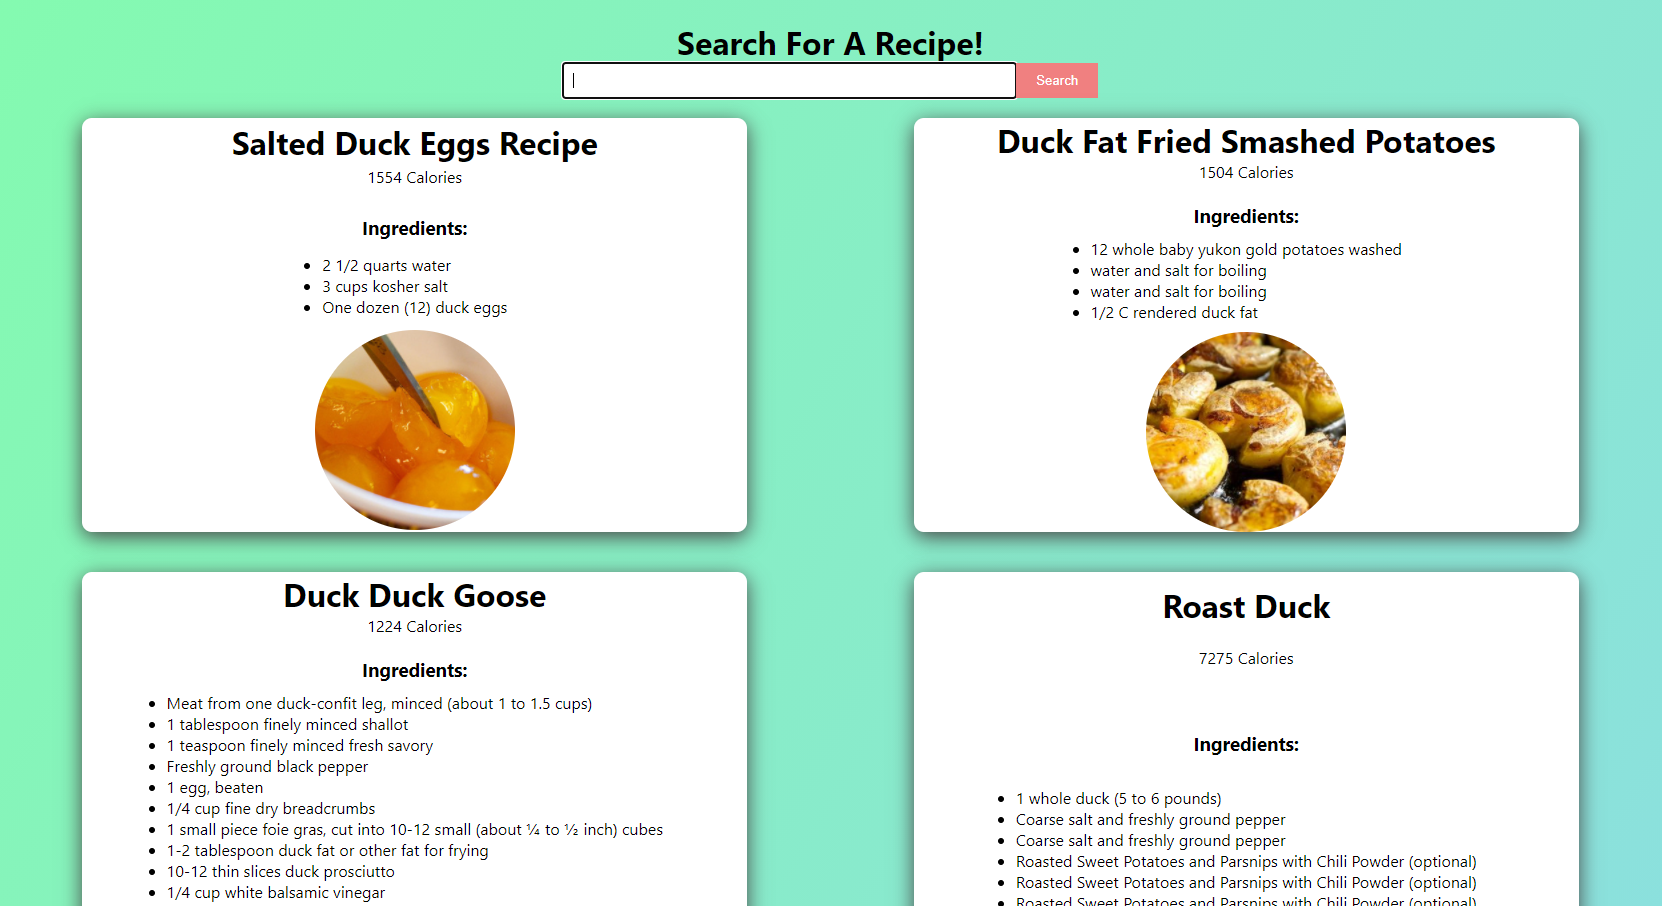 Search For A Recipe!
Search
Salted Duck Eggs Recipe
1554 Calories
Ingredients:
2 1/2 quarts water
3 cups kosher salt
One dozen (12) duck eggs
Duck Fat Fried Smashed Potatoes
1504 Calories
Ingredients:
12 whole baby yukon gold potatoes washed
water and salt for boiling
water and salt for boiling
1/2 C rendered duck fat
Duck Duck Goose
1224 Calories
Ingredients:
Meat from one duck-confit leg, minced (about 1 to 1.5 cups)
1 tablespoon finely minced shallot
1 teaspoon finely minced fresh savory
Freshly ground black pepper
1 egg, beaten
1/4 cup fine dry breadcrumbs
1 small piece foie gras, cut into 10-12 small (about ¼ to ½ inch) cubes
1-2 tablespoon duck fat or other fat for frying
10-12 thin slices duck prosciutto
1/4 cup white balsamic vinegar
Roast Duck
7275 Calories
Ingredients:
1 whole duck (5 to 6 pounds)
Coarse salt and freshly ground pepper
Coarse salt and freshly ground pepper
Roasted Sweet Potatoes and Parsnips with Chili Powder (optional)
Roasted Sweet Potatoes and Parsnips with Chili Powder (optional)
Roasted Sweet Potatoes and Parsnips with Chili Powder (optional)